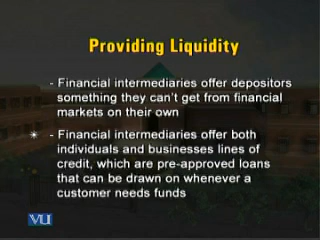 Providing Liquidity
- Financial intermediaries offer depositors
something they can't get from financial
markets on their own
✶ - Financial intermediaries offer both
individuals and businesses lines of
credit, which are pre-approved loans
that can be drawn on whenever a
customer needs funds
VU